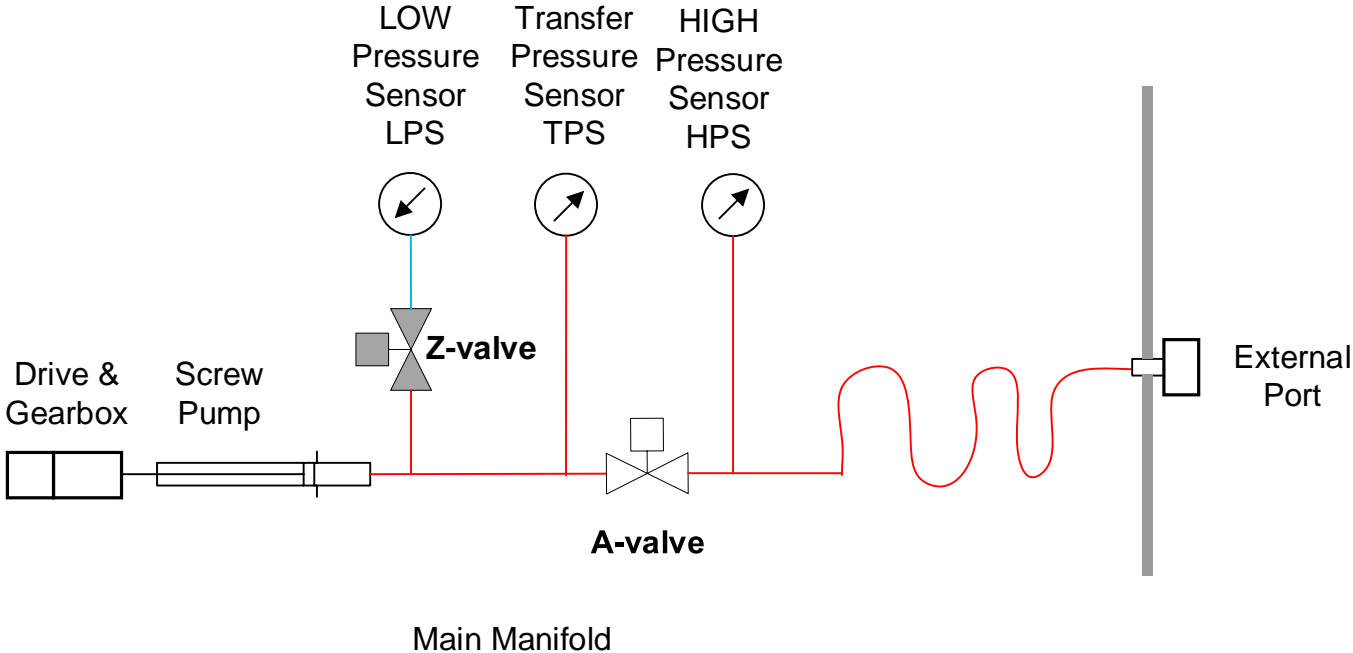 LOW
Pressure
Sensor
LPS
Transfer
Pressure
Sensor
TPS
HIGH
Pressure
Sensor
HPS
Z-valve
Drive &
Gearbox
Screw
Pump
External
Port
A-valve
Main Manifold